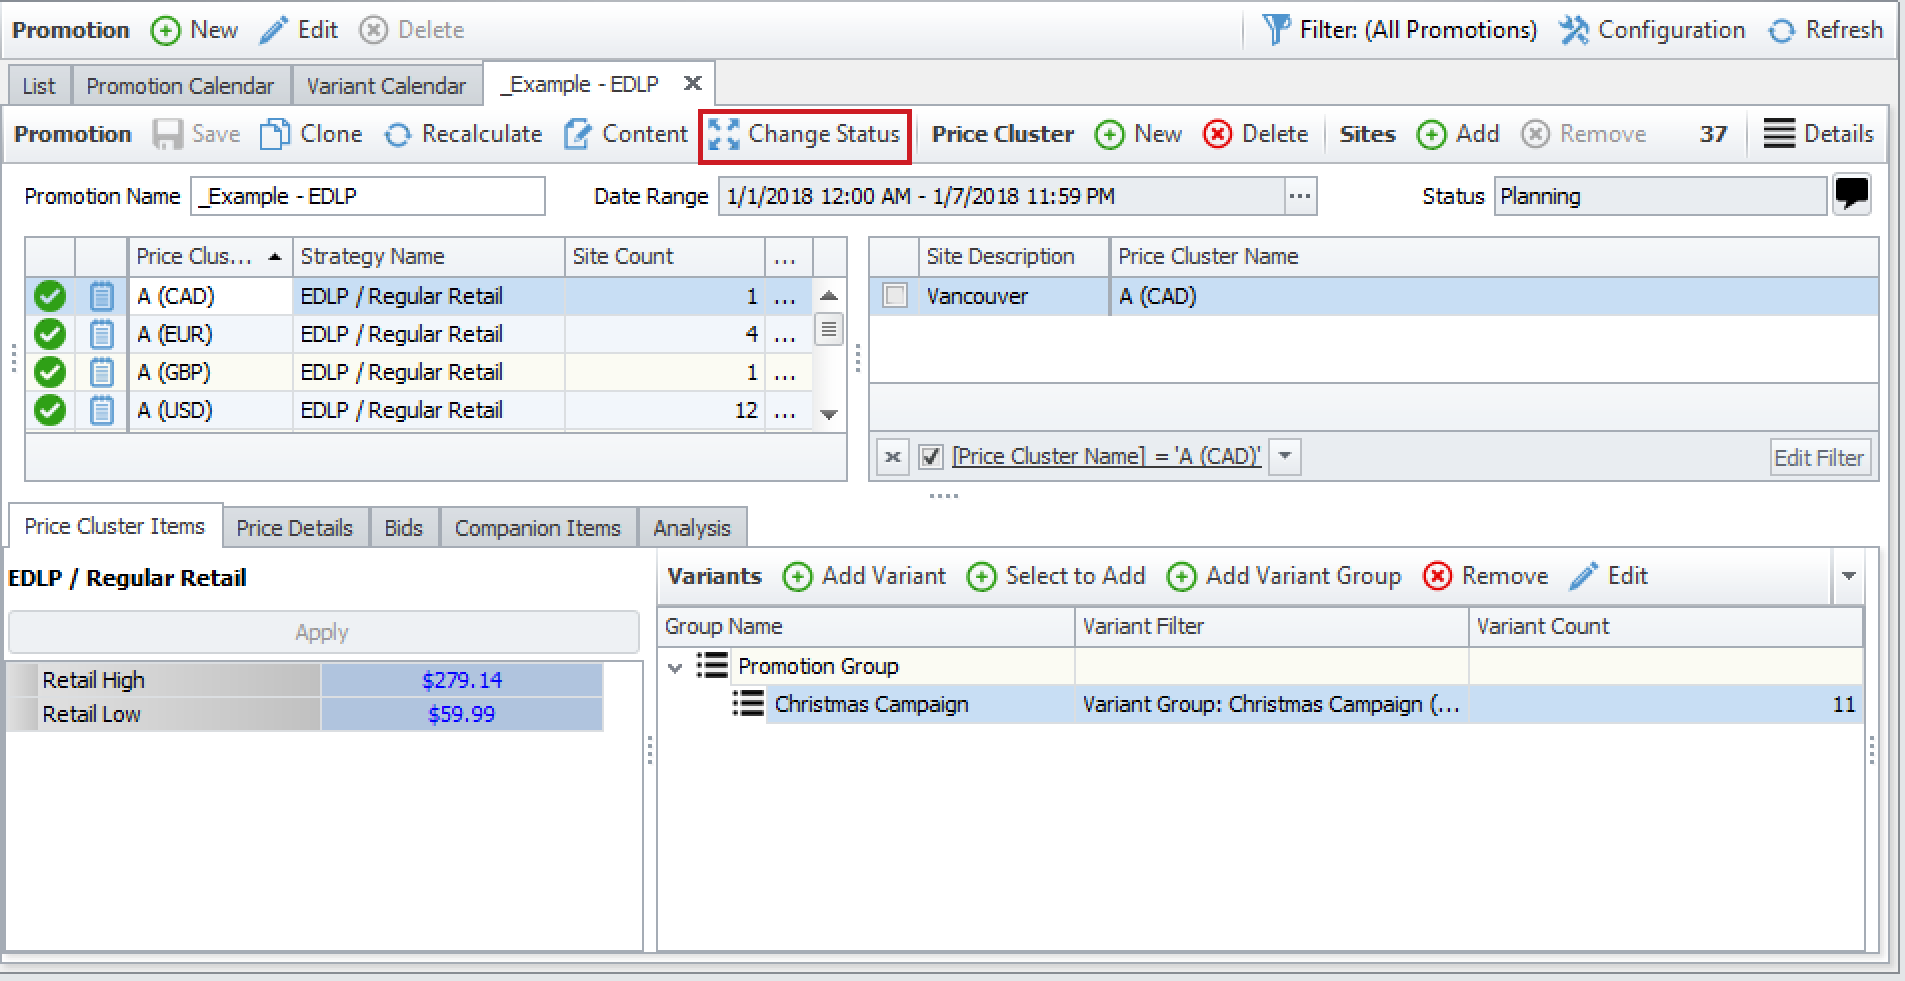 Promotion New Edit Delete Filter: (All Promotions) Configuration Refresh
List Promotion Calendar Variant Calendar _Example - EDLP
Promotion Save Clone Recalculate Content Change Status Price Cluster New Delete Sites Add Remove 37 Details
Promotion Name _Example - EDLP Date Range 1/1/2018 12:00 AM - 1/7/2018 11:59 PM ... Status Planning
Price Clus... Strategy Name Site Count ... Site Description Price Cluster Name
A (CAD) EDLP / Regular Retail 1 ... Vancouver A (CAD)
A (EUR) EDLP / Regular Retail 4 ...
A (GBP) EDLP / Regular Retail 1 ...
A (USD) EDLP / Regular Retail 12 ...
[Price Cluster Name] = 'A (CAD)' Edit Filter
Price Cluster Items Price Details Bids Companion Items Analysis
EDLP / Regular Retail Variants Add Variant Select to Add Add Variant Group Remove Edit
Apply Group Name Variant Filter Variant Count
Retail High $279.14 Promotion Group
Retail Low $59.99 Christmas Campaign Variant Group: Christmas Campaign (... 11